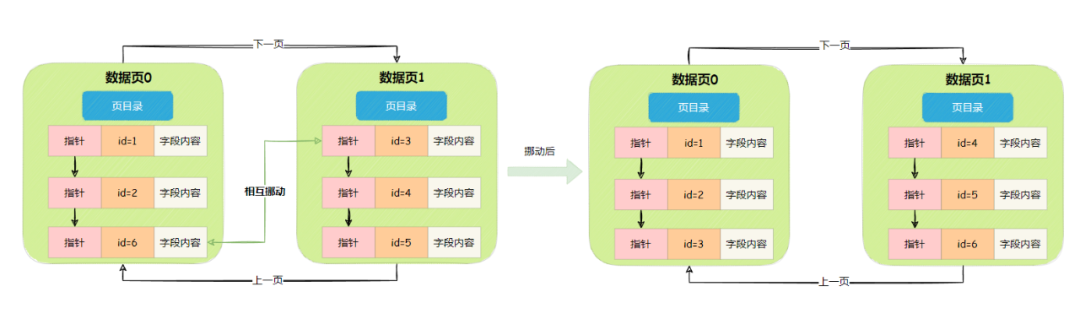 下一页
数据页0
页目录
指针 id=1 字段内容
指针 id=2 字段内容
指针 id=6 字段内容
相互挪动
数据页1
页目录
指针 id=3 字段内容
指针 id=4 字段内容
指针 id=5 字段内容
上一页
挪动后
下一页
数据页0
页目录
指针 id=1 字段内容
指针 id=2 字段内容
指针 id=3 字段内容
数据页1
页目录
指针 id=4 字段内容
指针 id=5 字段内容
指针 id=6 字段内容
上一页